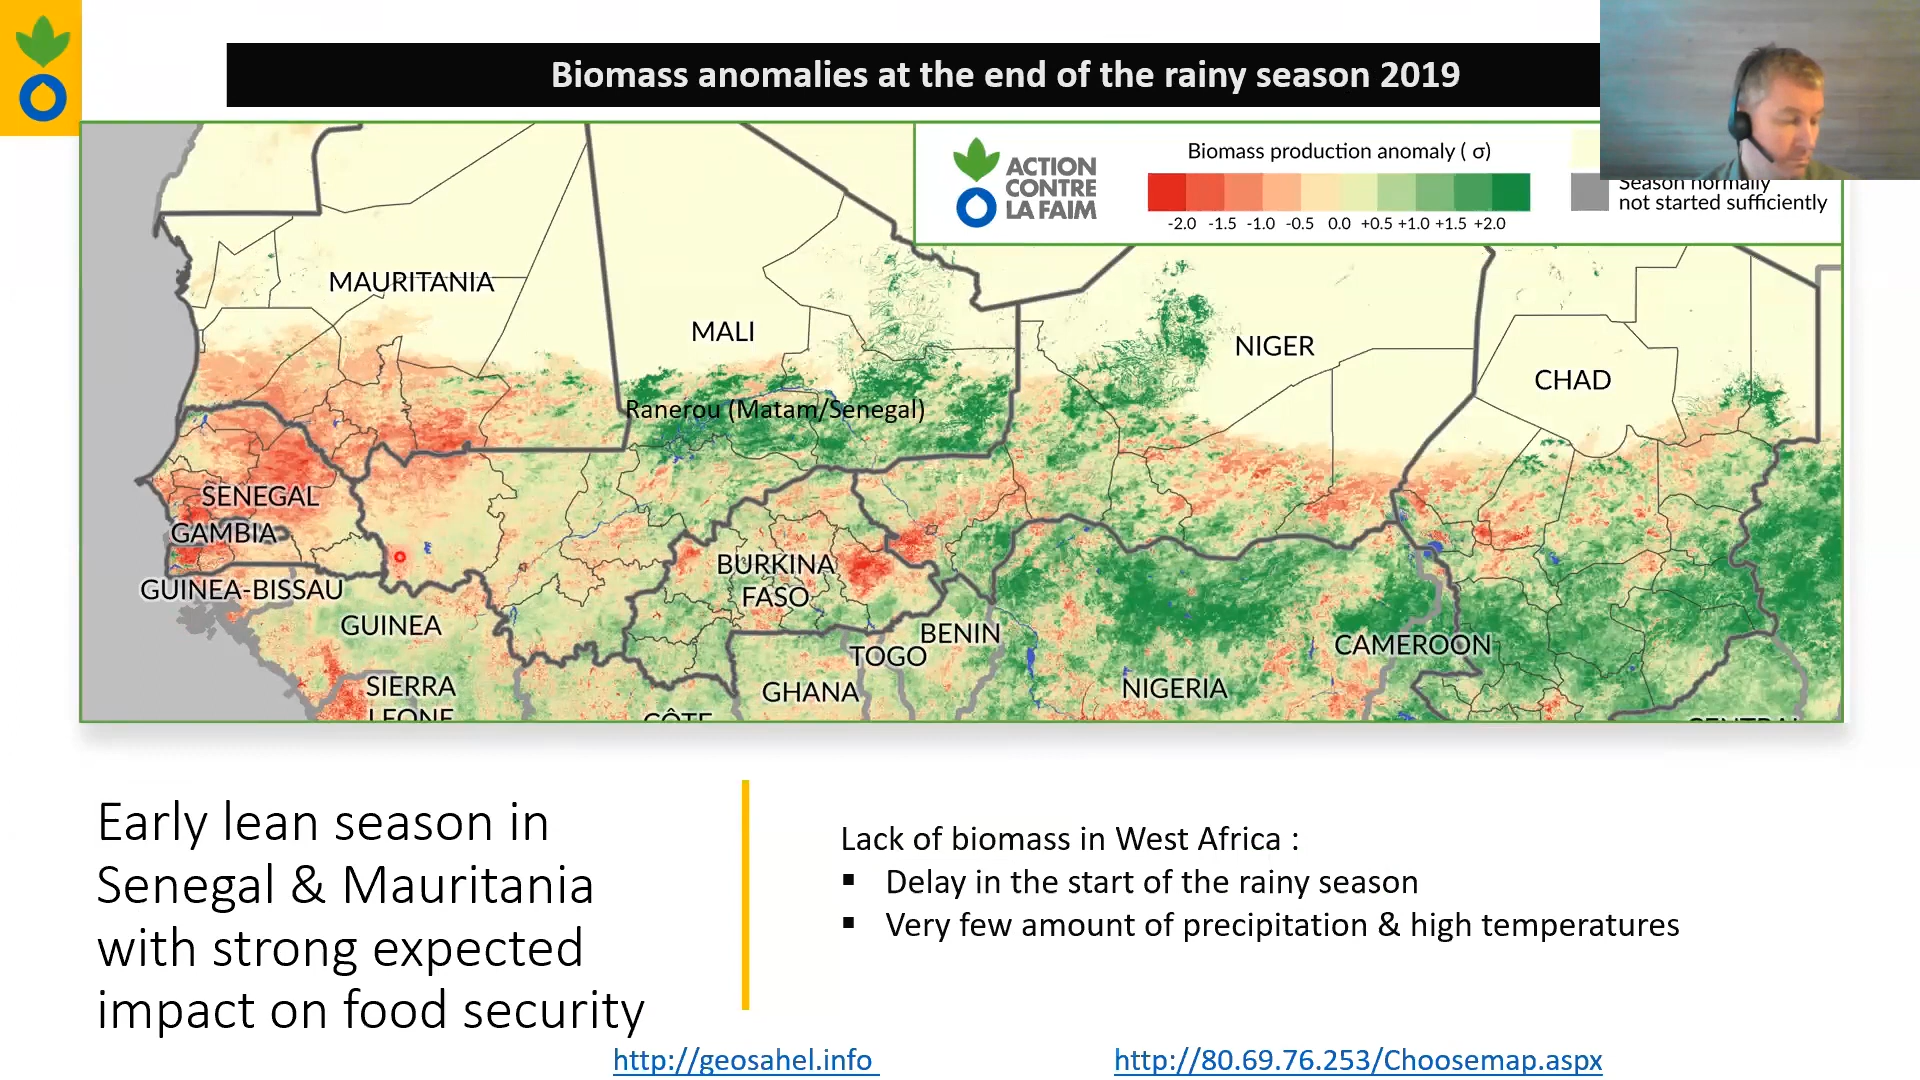 Biomass anomalies at the end of the rainy season 2019
ACTION
CONTRE
LA FAIM
Biomass production anomaly ( σ)
-2.0 -1.5 -1.0 -0.5 0.0 +0.5 +1.0 +1.5 +2.0
Season normally
not started sufficiently
MAURITANIA
MALI
NIGER
CHAD
Ranerou (Matam/Senegal)
SENEGAL
GAMBIA
GUINEA-BISSAU
GUINEA
SIERRA
LEONE
BURKINA
FASO
BENIN
TOGO
GHANA
CÔTE
NIGERIA
CAMEROON
CENTRAL
Early lean season in
Senegal & Mauritania
with strong expected
impact on food security
Lack of biomass in West Africa :
▪ Delay in the start of the rainy season
▪ Very few amount of precipitation & high temperatures
http://geosahel.info
http://80.69.76.253/Choosemap.aspx